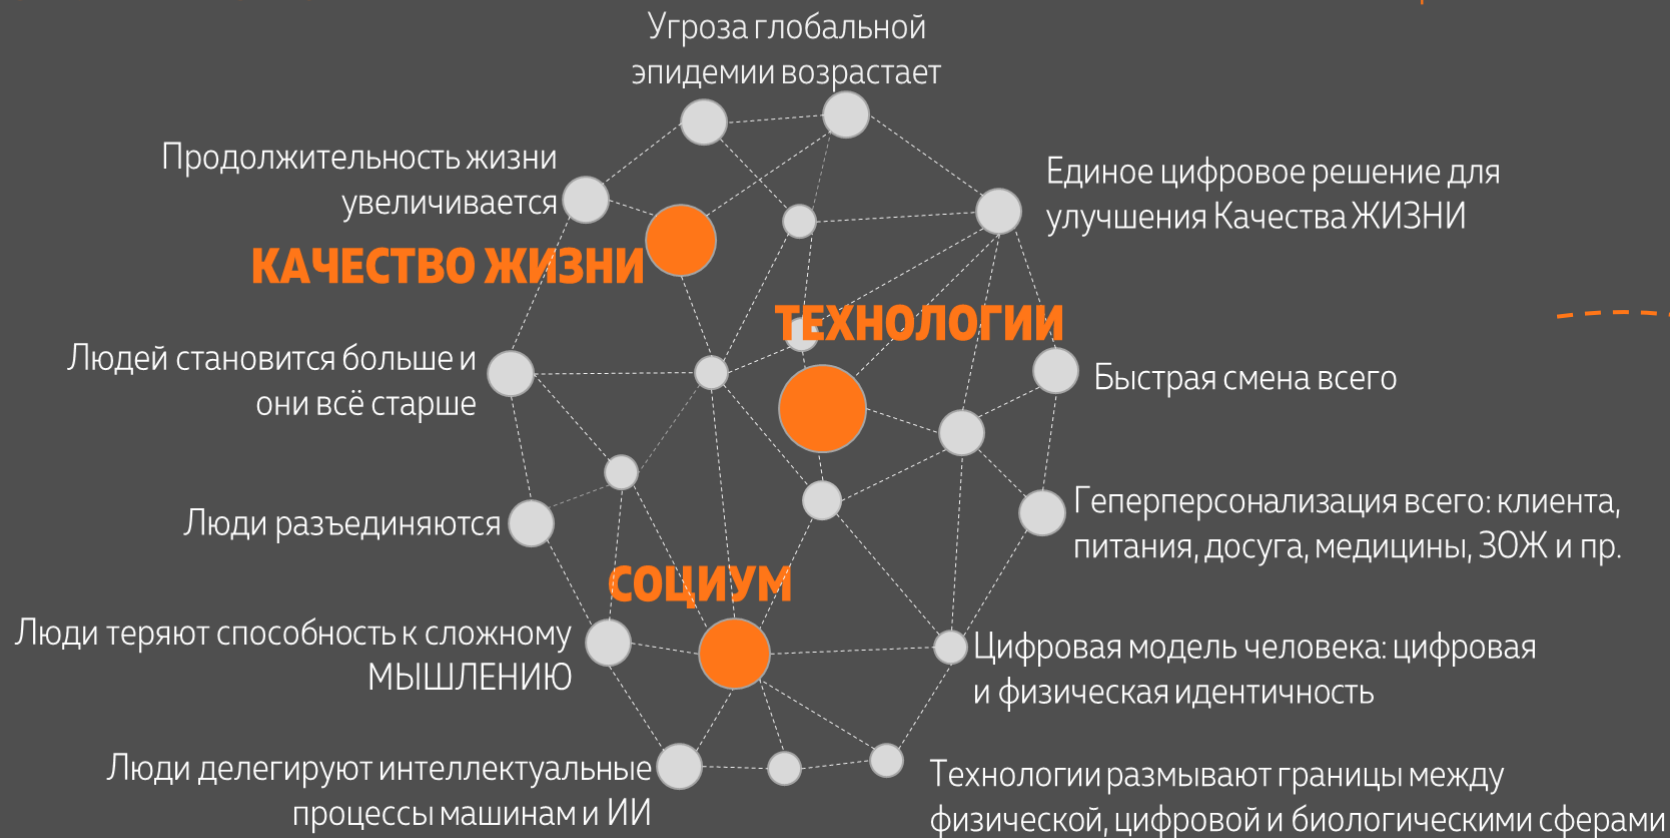 Угроза глобальной
эпидемии возрастает
Продолжительность жизни
увеличивается
Единое цифровое решение для
улучшения Качества ЖИЗНИ
КАЧЕСТВО ЖИЗНИ
ТЕХНОЛОГИИ
Людей становится больше и
они всё старше
Быстрая смена всего
Люди разъединяются
Геперперсонализация всего: клиента,
питания, досуга, медицины, ЗОЖ и пр.
СОЦИУМ
Люди теряют способность к сложному
МЫШЛЕНИЮ
Цифровая модель человека: цифровая
и физическая идентичность
Люди делегируют интеллектуальные
процессы машинам и ИИ
Технологии размывают границы между
физической, цифровой и биологическими сферами